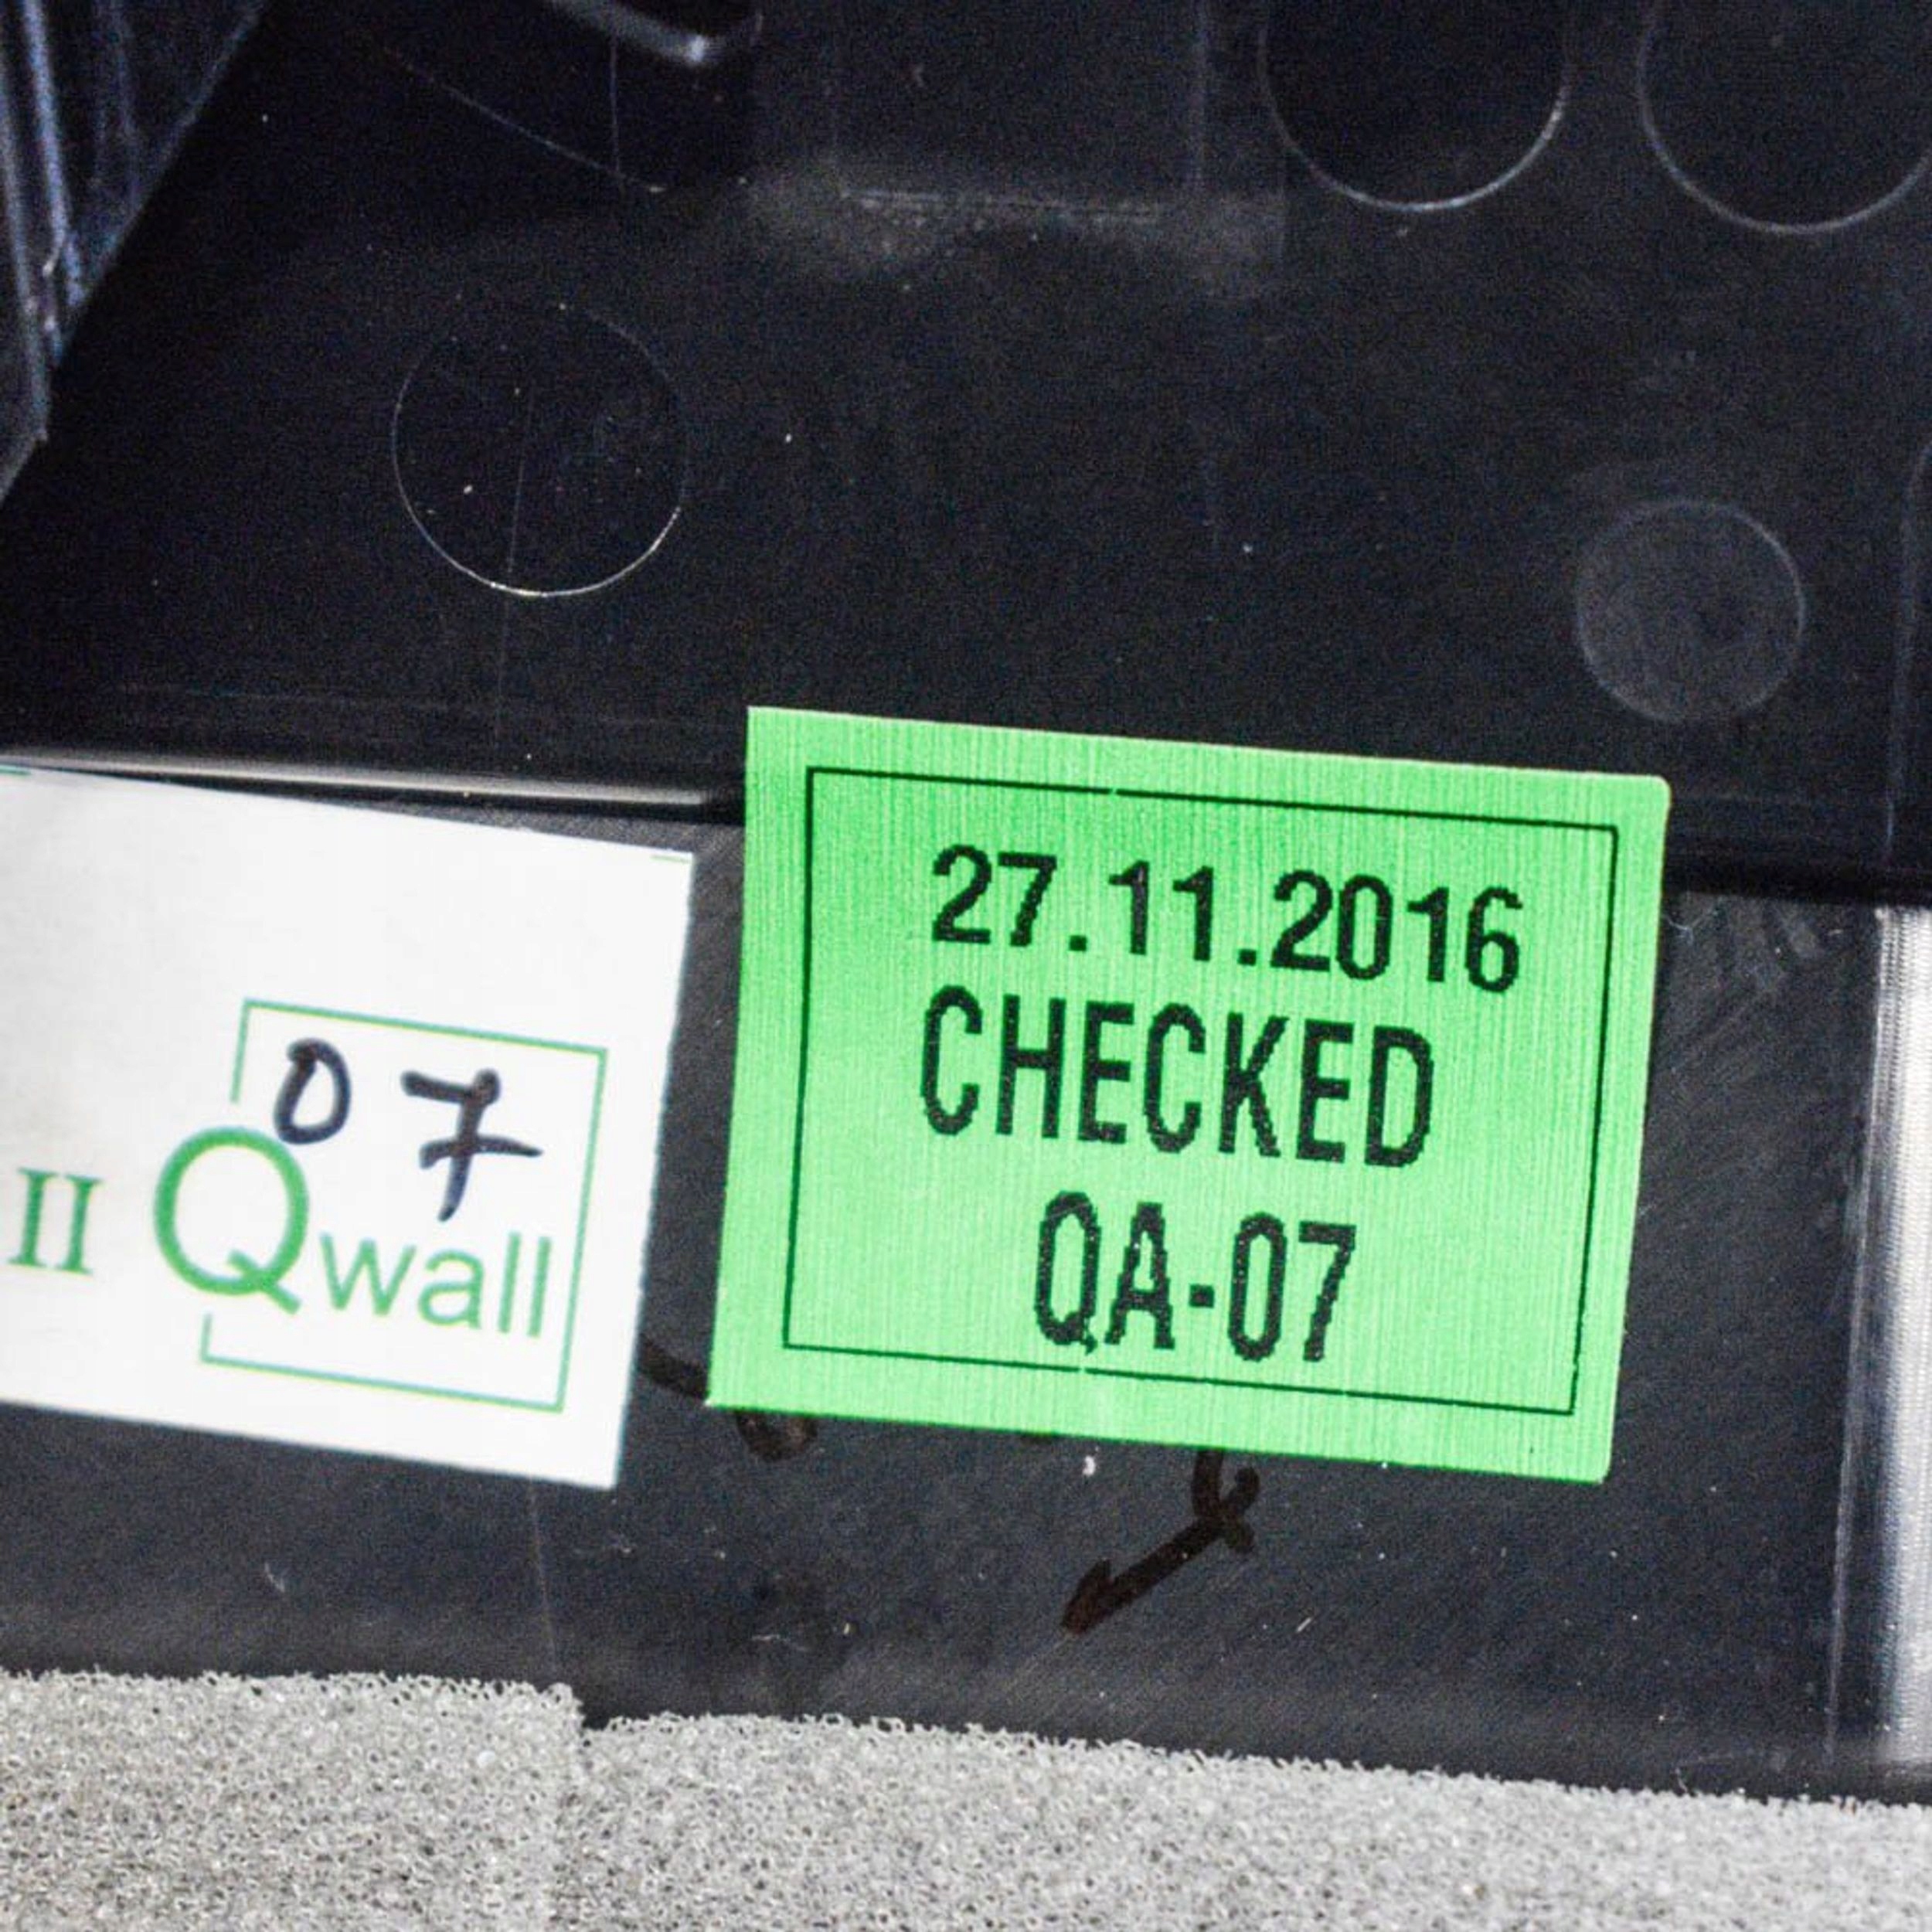 07
II Qwall
27.11.2016
CHECKED
QA-07